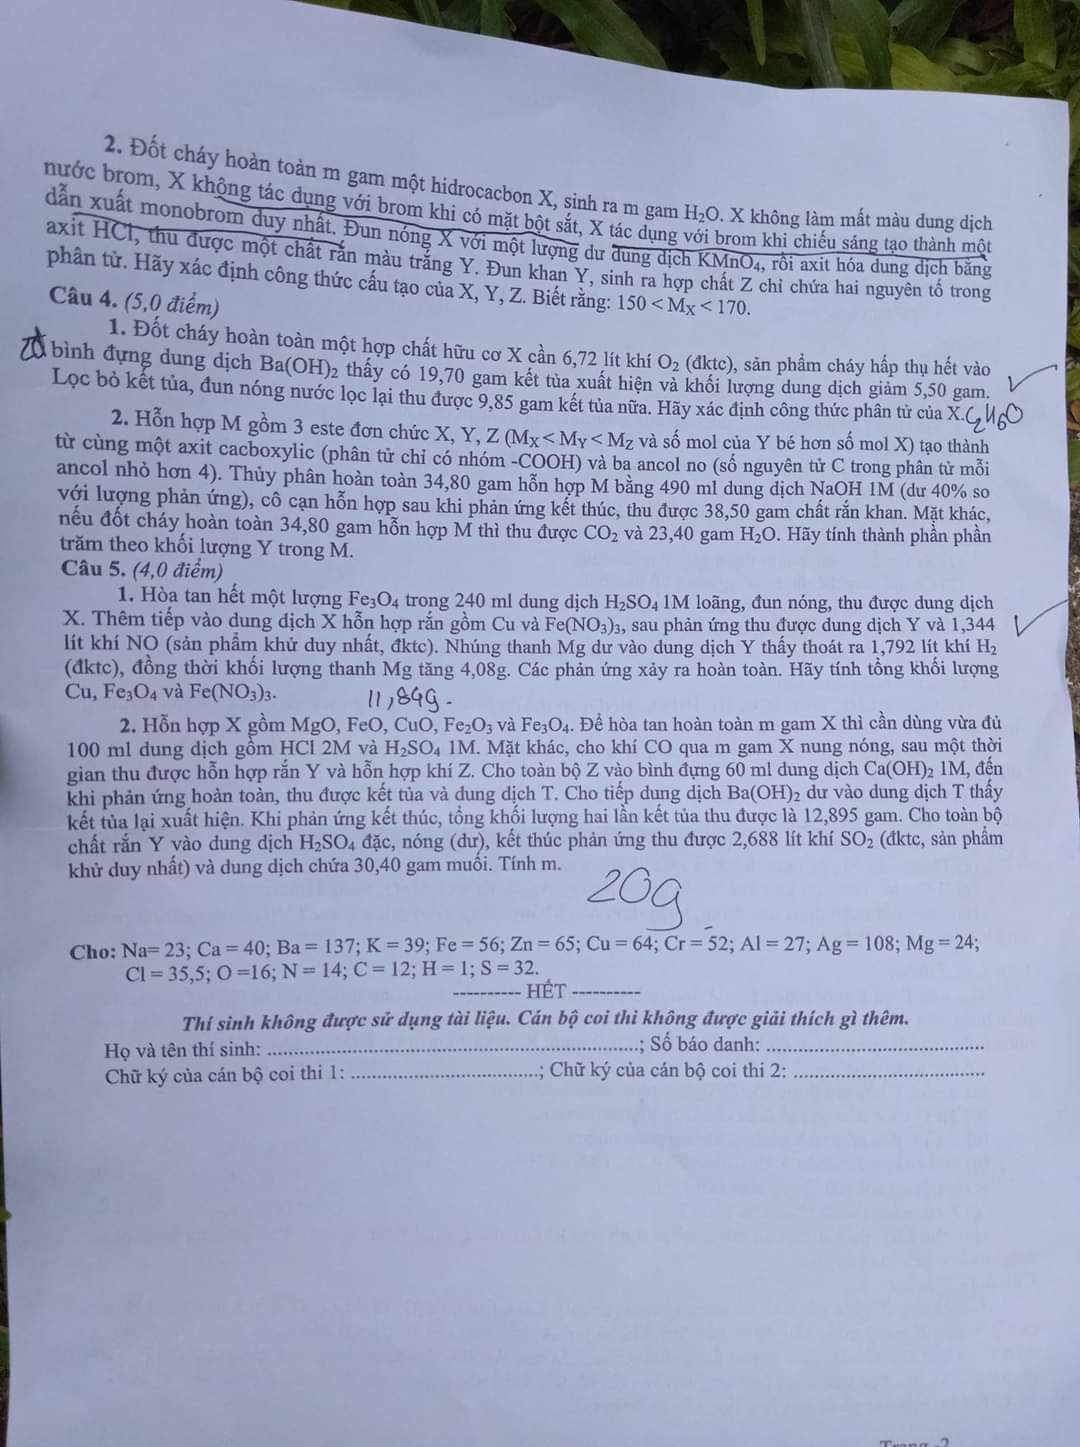 2. Đốt cháy hoàn toàn m gam một hidrocacbon X, sinh ra m gam H₂O. X không làm mất màu dung dịch
nước brom, X không tác dụng với brom khi có mặt bột sắt, X tác dụng với brom khi chiếu sáng tạo thành một
dẫn xuất monobrom duy nhất. Đun nóng X với một lượng dư dung dịch KMnO₄, rồi axit hóa dung dịch bằng
axit HCl, thu được một chất rắn màu trắng Y. Đun khan Y, sinh ra hợp chất Z chỉ chứa hai nguyên tố trong
phân tử. Hãy xác định công thức cấu tạo của X, Y, Z. Biết rằng: 150 < Mₓ < 170.
Câu 4. (5,0 điểm)
1. Đốt cháy hoàn toàn một hợp chất hữu cơ X cần 6,72 lít khí O₂ (đktc), sản phẩm cháy hấp thụ hết vào
bình đựng dung dịch Ba(OH)₂ thấy có 19,70 gam kết tủa xuất hiện và khối lượng dung dịch giảm 5,50 gam.
Lọc bỏ kết tủa, đun nóng nước lọc lại thu được 9,85 gam kết tủa nữa. Hãy xác định công thức phân tử của X. C₂H₆O
2. Hỗn hợp M gồm 3 este đơn chức X, Y, Z (M_X < M_Y < M_Z và số mol của Y bé hơn số mol X) tạo thành
từ cùng một axit cacboxylic (phân tử chỉ có nhóm -COOH) và ba ancol no (số nguyên tử C trong phân tử mỗi
ancol nhỏ hơn 4). Thủy phân hoàn toàn 34,80 gam hỗn hợp M bằng 490 ml dung dịch NaOH 1M (dư 40% so
với lượng phản ứng), cô cạn hỗn hợp sau khi phản ứng kết thúc, thu được 38,50 gam chất rắn khan. Mặt khác,
nếu đốt cháy hoàn toàn 34,80 gam hỗn hợp M thì thu được CO₂ và 23,40 gam H₂O. Hãy tính thành phần phần
trăm theo khối lượng Y trong M.
Câu 5. (4,0 điểm)
1. Hòa tan hết một lượng Fe₃O₄ trong 240 ml dung dịch H₂SO₄ 1M loãng, đun nóng, thu được dung dịch
X. Thêm tiếp vào dung dịch X hỗn hợp rắn gồm Cu và Fe(NO₃)₃, sau phản ứng thu được dung dịch Y và 1,344
lít khí NO (sản phẩm khử duy nhất, đktc). Nhúng thanh Mg dư vào dung dịch Y thấy thoát ra 1,792 lít khí H₂
(đktc), đồng thời khối lượng thanh Mg tăng 4,08g. Các phản ứng xảy ra hoàn toàn. Hãy tính tổng khối lượng
Cu, Fe₃O₄ và Fe(NO₃)₃. 11,84g.
2. Hỗn hợp X gồm MgO, FeO, CuO, Fe₂O₃ và Fe₃O₄. Để hòa tan hoàn toàn m gam X thì cần dùng vừa đủ
100 ml dung dịch gồm HCl 2M và H₂SO₄ 1M. Mặt khác, cho khí CO qua m gam X nung nóng, sau một thời
gian thu được hỗn hợp rắn Y và hỗn hợp khí Z. Cho toàn bộ Z vào bình đựng 60 ml dung dịch Ca(OH)₂ 1M, đến
khi phản ứng hoàn toàn, thu được kết tủa và dung dịch T. Cho tiếp dung dịch Ba(OH)₂ dư vào dung dịch T thấy
kết tủa lại xuất hiện. Khi phản ứng kết thúc, tổng khối lượng hai lần kết tủa thu được là 12,895 gam. Cho toàn bộ
chất rắn Y vào dung dịch H₂SO₄ đặc, nóng (dư), kết thúc phản ứng thu được 2,688 lít khí SO₂ (đktc, sản phẩm
khử duy nhất) và dung dịch chứa 30,40 gam muối. Tính m.
20g
Cho: Na= 23; Ca = 40; Ba = 137; K = 39; Fe = 56; Zn = 65; Cu = 64; Cr = 52; Al = 27; Ag = 108; Mg = 24;
Cl = 35,5; O =16; N = 14; C = 12; H = 1; S = 32.
---------- HẾT ----------
Thí sinh không được sử dụng tài liệu. Cán bộ coi thi không được giải thích gì thêm.
Họ và tên thí sinh: ..........................................................; Số báo danh: ..................................
Chữ ký của cán bộ coi thi 1: ..............................; Chữ ký của cán bộ coi thi 2: ..............................